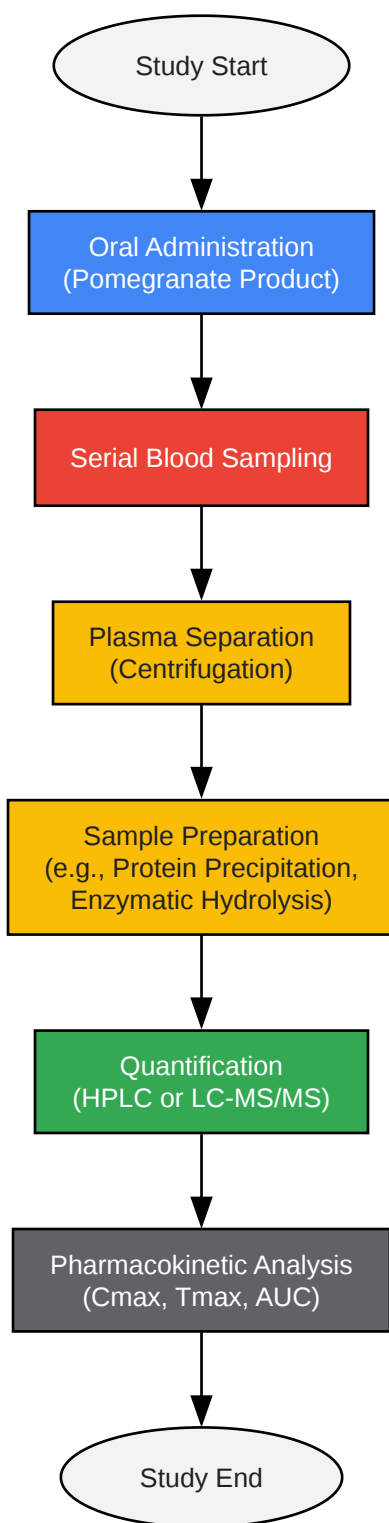 Study Start
Oral Administration
(Pomegranate Product)
Serial Blood Sampling
Plasma Separation
(Centrifugation)
Sample Preparation
(e.g., Protein Precipitation,
Enzymatic Hydrolysis)
Quantification
(HPLC or LC-MS/MS)
Pharmacokinetic Analysis
(Cmax, Tmax, AUC)
Study End